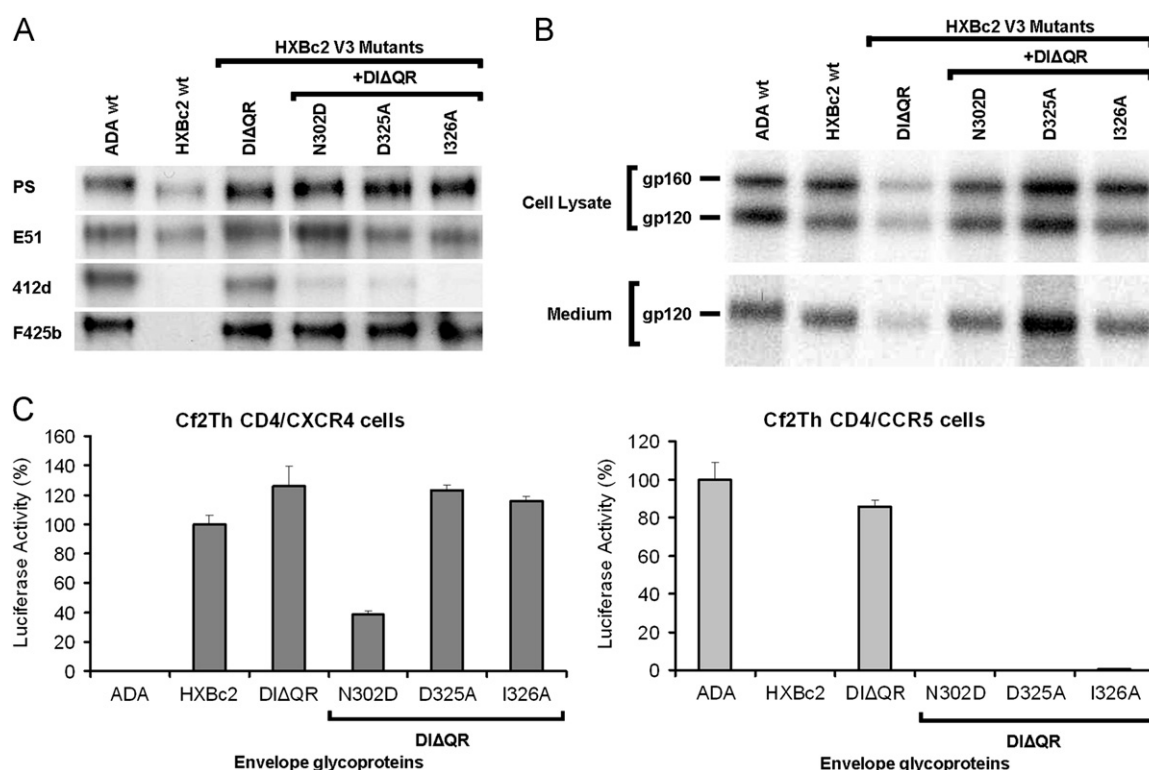 A
HXBc2 V3 Mutants
+DIΔQR
ADA wt
HXBc2 wt
DIΔQR
N302D
D325A
I326A
PS
E51
412d
F425b
B
HXBc2 V3 Mutants
+DIΔQR
ADA wt
HXBc2 wt
DIΔQR
N302D
D325A
I326A
Cell Lysate
gp160
gp120
Medium
gp120
C
Cf2Th CD4/CXCR4 cells
Luciferase Activity (%)
160
140
120
100
80
60
40
20
0
ADA HXBc2 DIΔQR N302D D325A I326A
DIΔQR
Envelope glycoproteins
Cf2Th CD4/CCR5 cells
Luciferase Activity (%)
120
100
80
60
40
20
0
ADA HXBc2 DIΔQR N302D D325A I326A
DIΔQR
Envelope glycoproteins